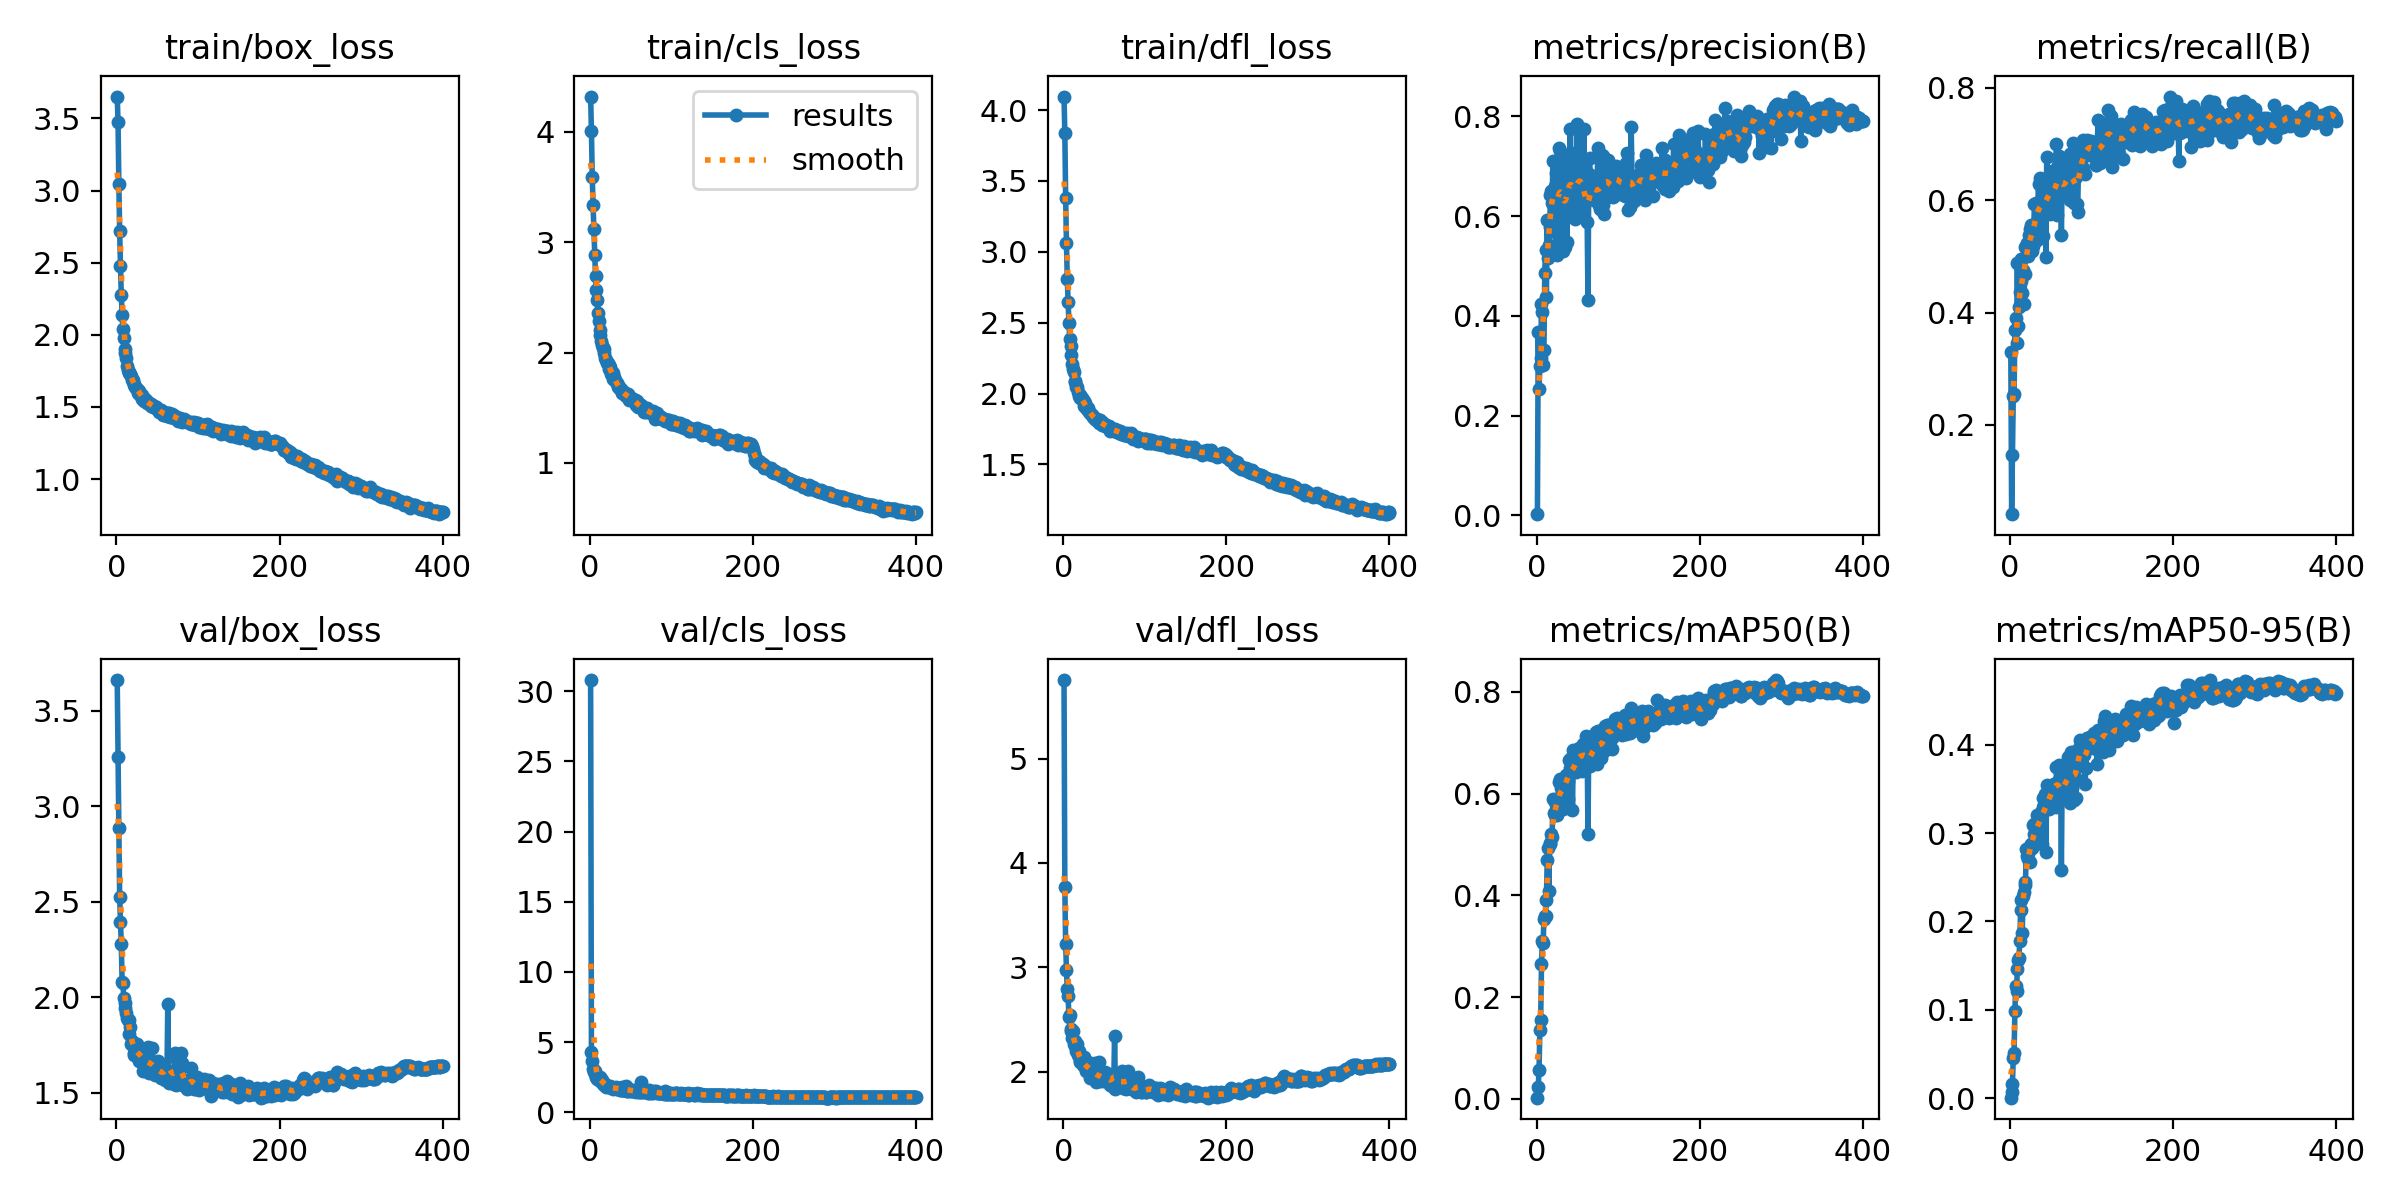 train/box_loss
3.5
3.0
2.5
2.0
1.5
1.0
0 200 400
train/cls_loss
results
smooth
4
3
2
1
0 200 400
train/dfl_loss
4.0
3.5
3.0
2.5
2.0
1.5
0 200 400
metrics/precision(B)
0.8
0.6
0.4
0.2
0.0
0 200 400
metrics/recall(B)
0.8
0.7
0.6
0.5
0.4
0.2
0 200 400
val/box_loss
3.5
3.0
2.5
2.0
1.5
0 200 400
val/cls_loss
30
25
20
15
10
5
0
0 200 400
val/dfl_loss
5
4
3
2
0 200 400
metrics/mAP50(B)
0.8
0.6
0.4
0.2
0.0
0 200 400
metrics/mAP50-95(B)
0.4
0.3
0.2
0.1
0.0
0 200 400